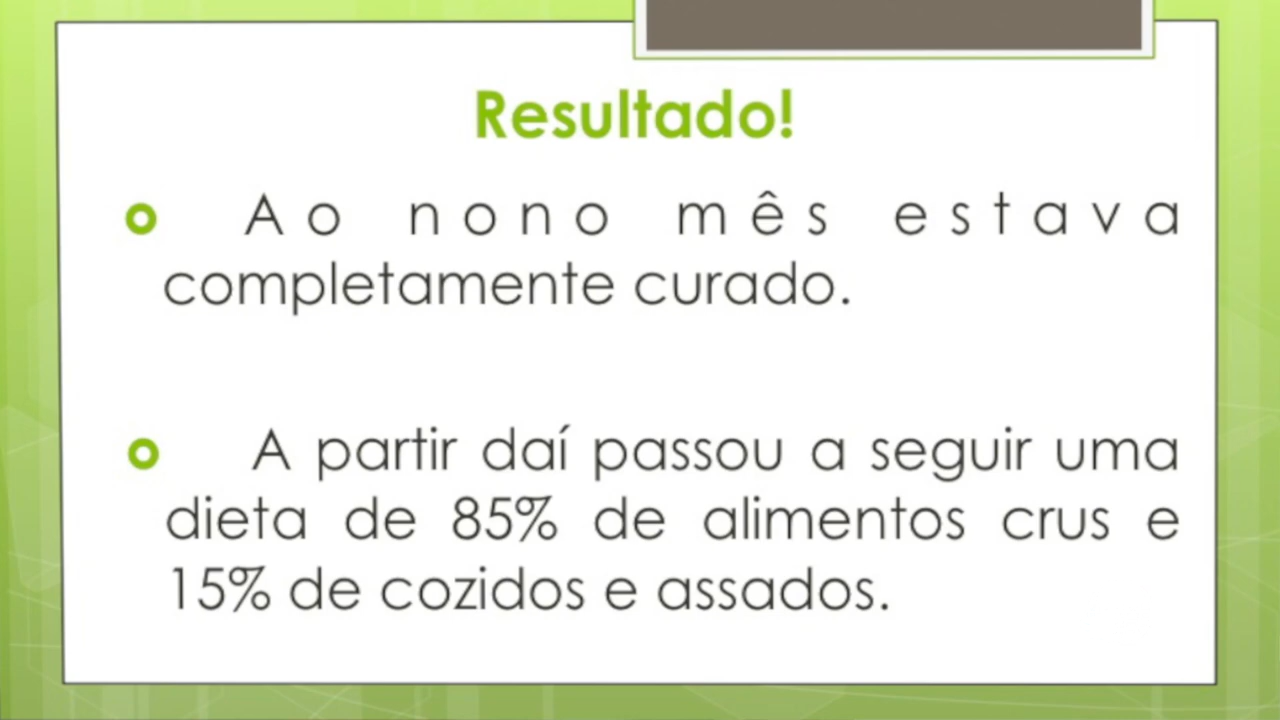 Resultado!
Ao nono mês estava
completamente curado.
A partir daí passou a seguir uma
dieta de 85% de alimentos crus e
15% de cozidos e assados.